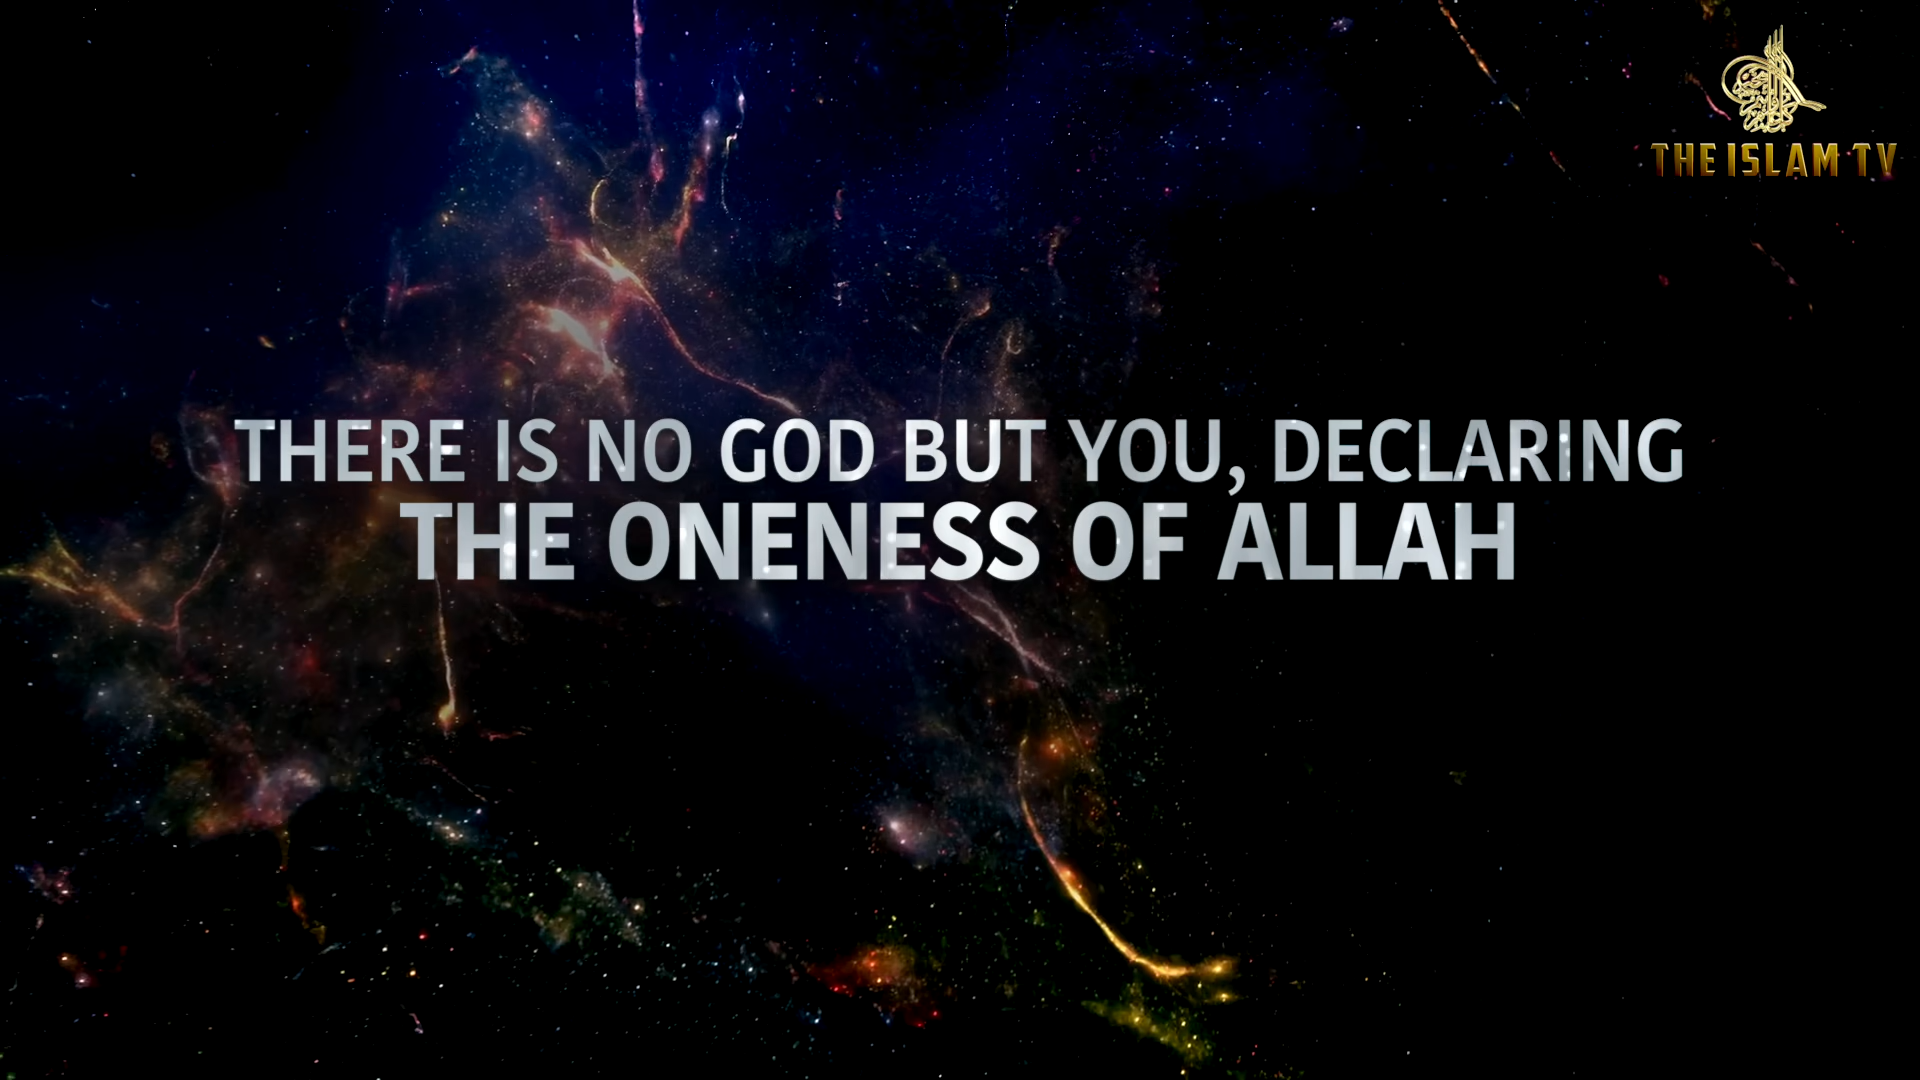 THE ISLAM TV
THERE IS NO GOD BUT YOU, DECLARING
THE ONENESS OF ALLAH